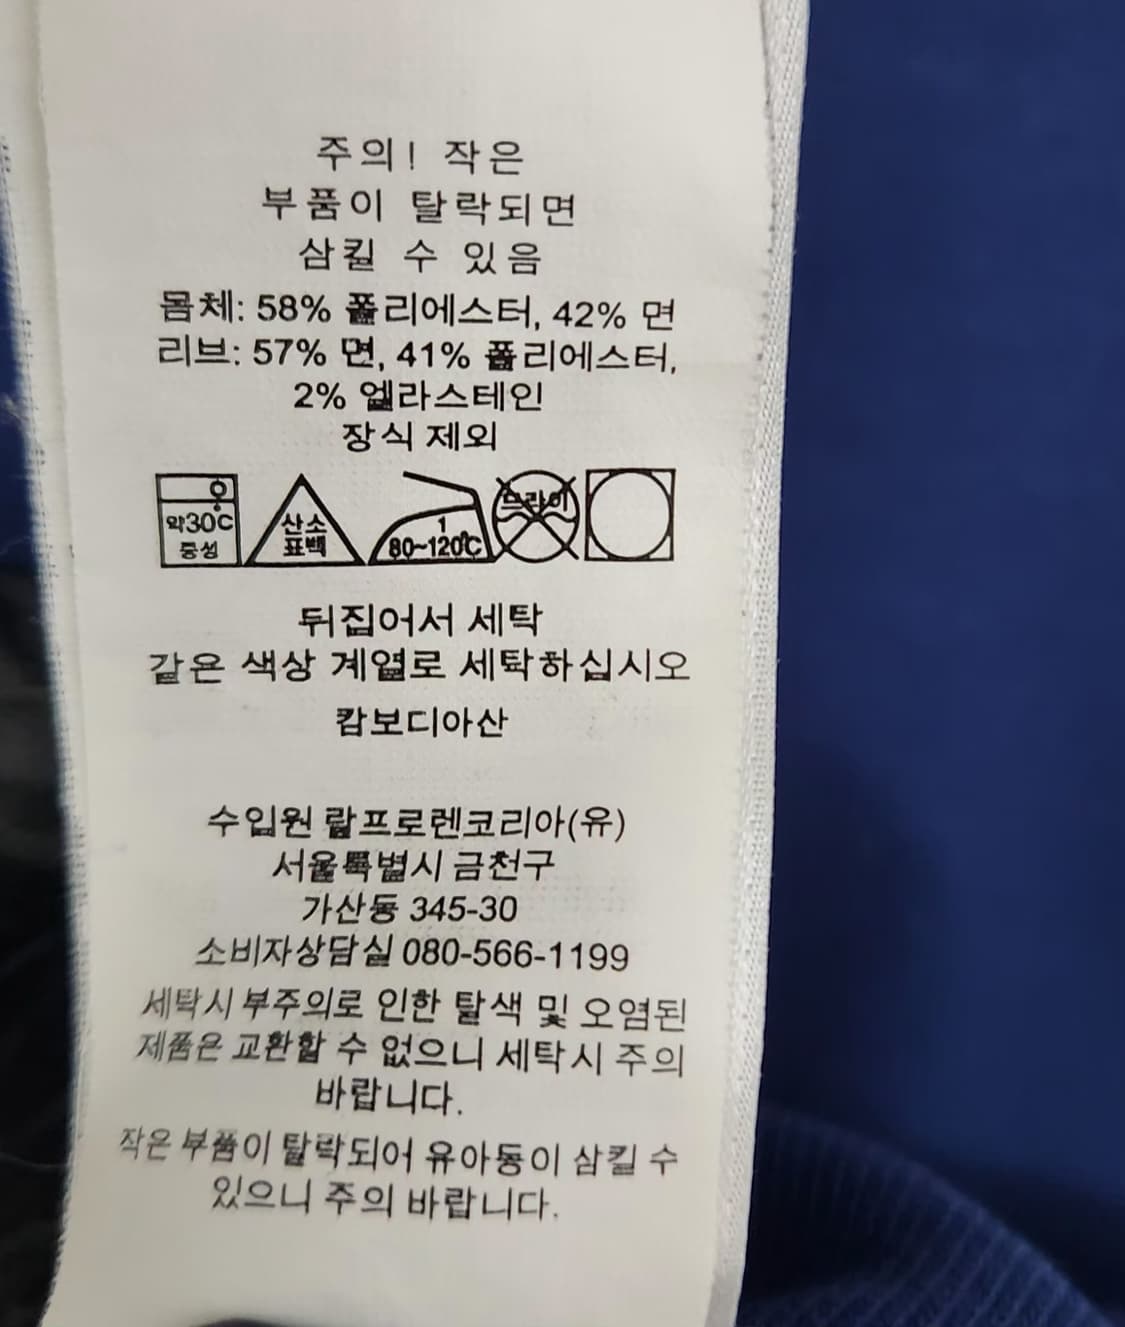 주의! 작은
부품이 탈락되면
삼킬 수 있음
몸체: 58% 폴리에스터, 42% 면
리브: 57% 면, 41% 폴리에스터,
2% 엘라스테인
장식 제외
약30℃
중성
산소
표백
1
80~120℃
드라이
뒤집어서 세탁
같은 색상 계열로 세탁하십시오
캄보디아산
수입원 랄프로렌코리아(유)
서울특별시 금천구
가산동 345-30
소비자상담실 080-566-1199
세탁시 부주의로 인한 탈색 및 오염된
제품은 교환할 수 없으니 세탁시 주의
바랍니다.
작은 부품이 탈락되어 유아동이 삼킬 수
있으니 주의 바랍니다.